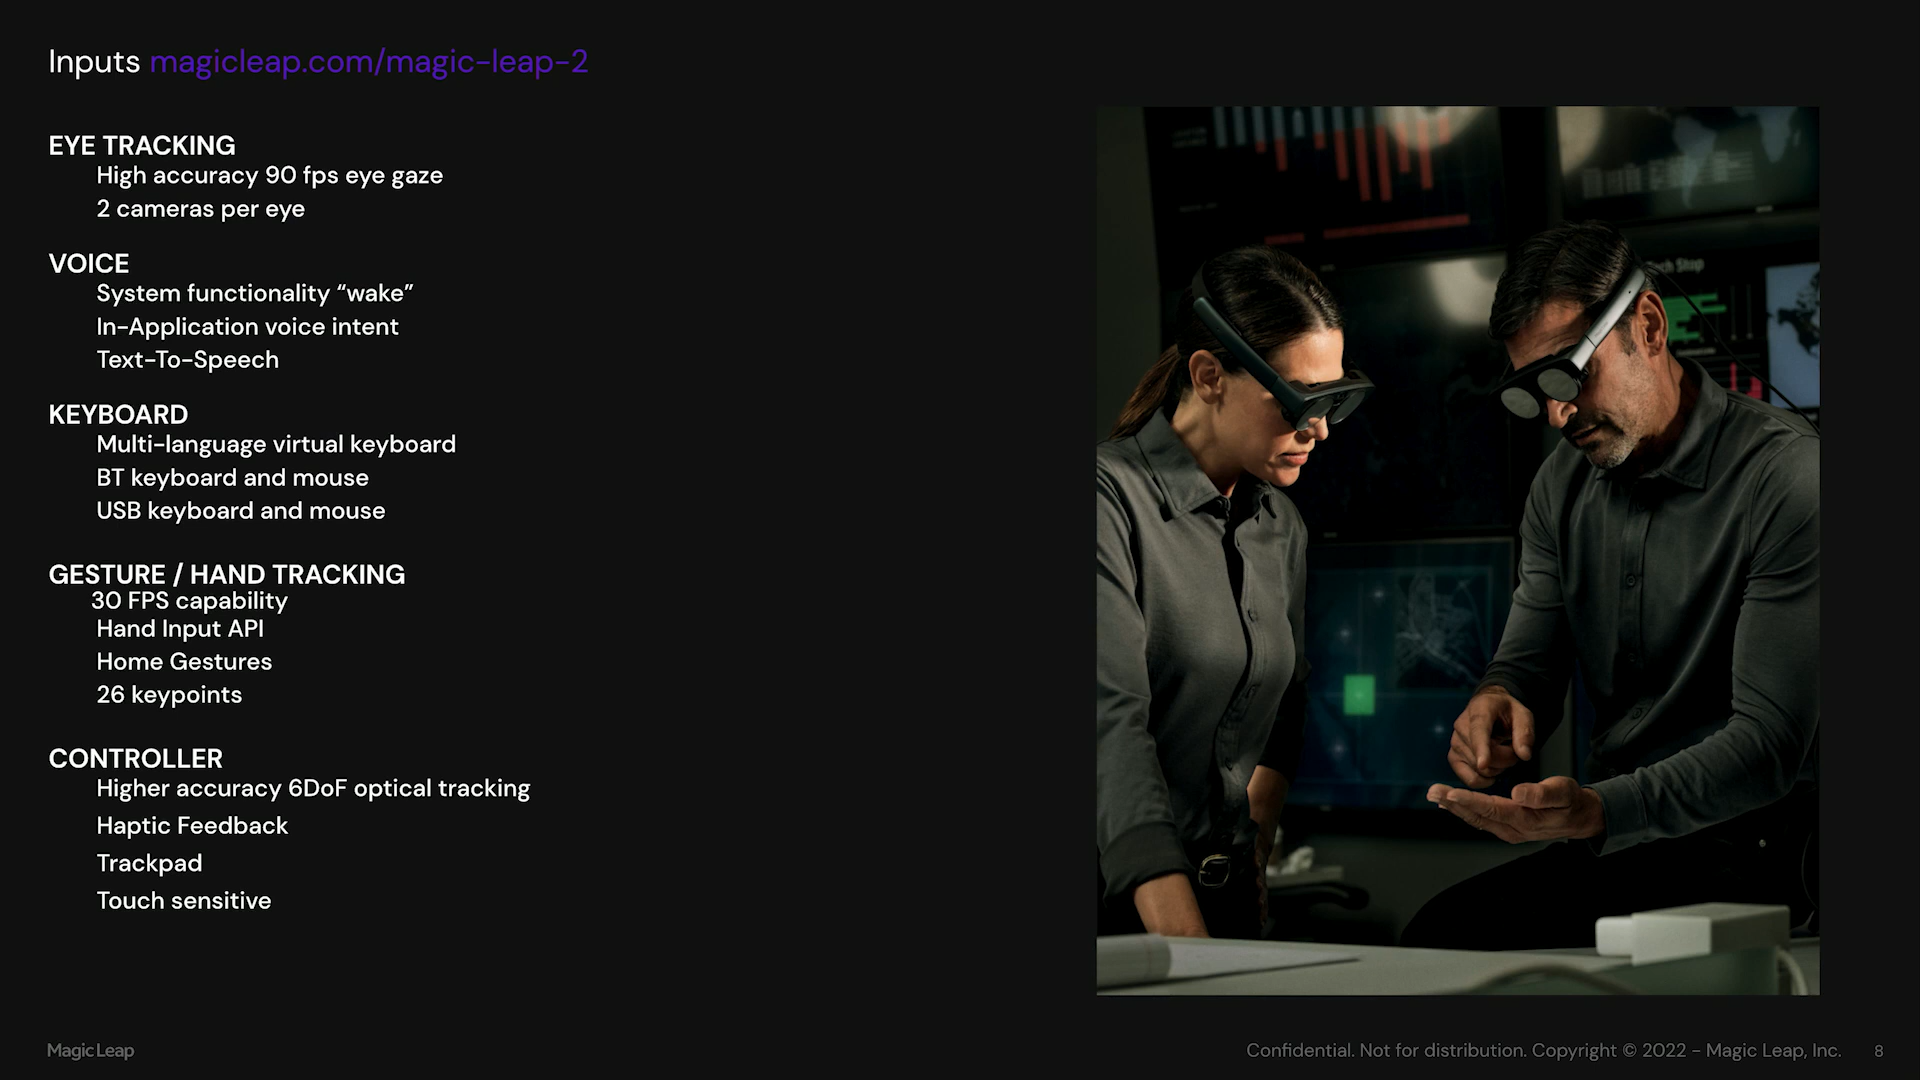 Inputs magicleap.com/magic-leap-2
EYE TRACKING
High accuracy 90 fps eye gaze
2 cameras per eye
VOICE
System functionality “wake”
In-Application voice intent
Text-To-Speech
KEYBOARD
Multi-language virtual keyboard
BT keyboard and mouse
USB keyboard and mouse
GESTURE / HAND TRACKING
30 FPS capability
Hand Input API
Home Gestures
26 keypoints
CONTROLLER
Higher accuracy 6DoF optical tracking
Haptic Feedback
Trackpad
Touch sensitive
Magic Leap
Confidential. Not for distribution. Copyright © 2022 - Magic Leap, Inc. 8